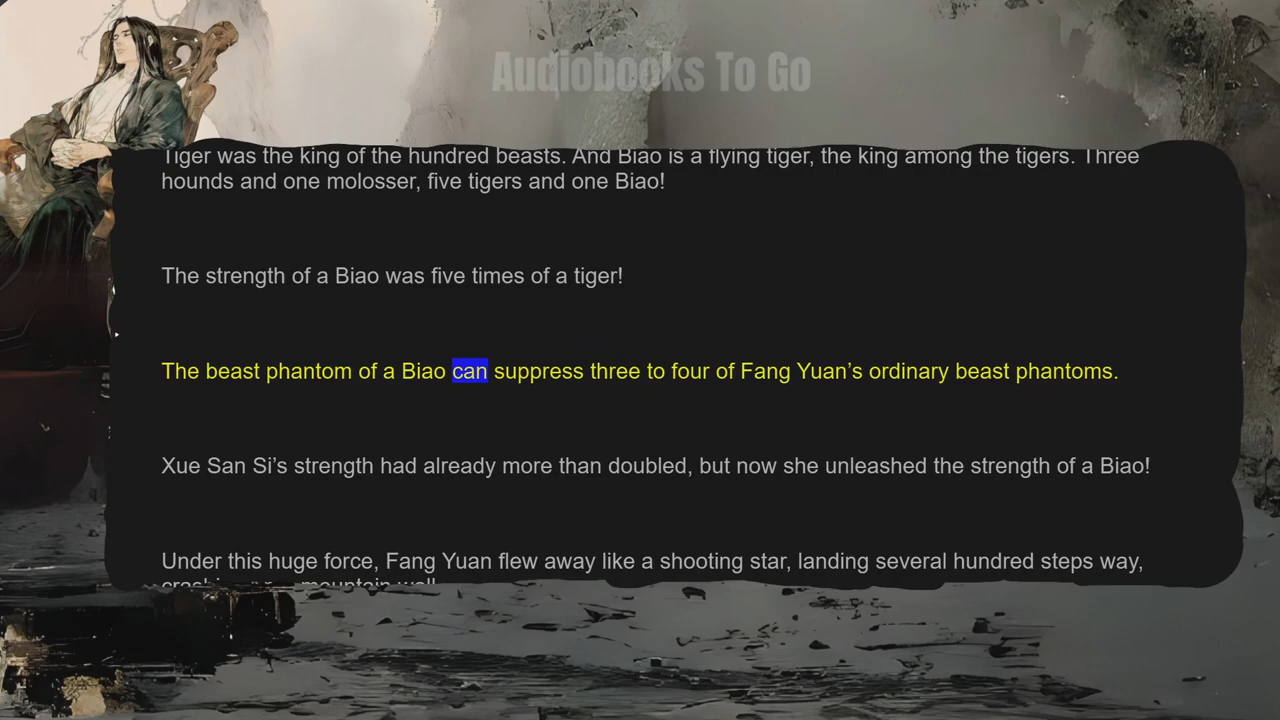 Audiobooks To Go
Tiger was the king of the hundred beasts. And Biao is a flying tiger, the king among the tigers. Three
hounds and one molosser, five tigers and one Biao!
The strength of a Biao was five times of a tiger!
The beast phantom of a Biao can suppress three to four of Fang Yuan’s ordinary beast phantoms.
Xue San Si’s strength had already more than doubled, but now she unleashed the strength of a Biao!
Under this huge force, Fang Yuan flew away like a shooting star, landing several hundred steps way,
mountain wall